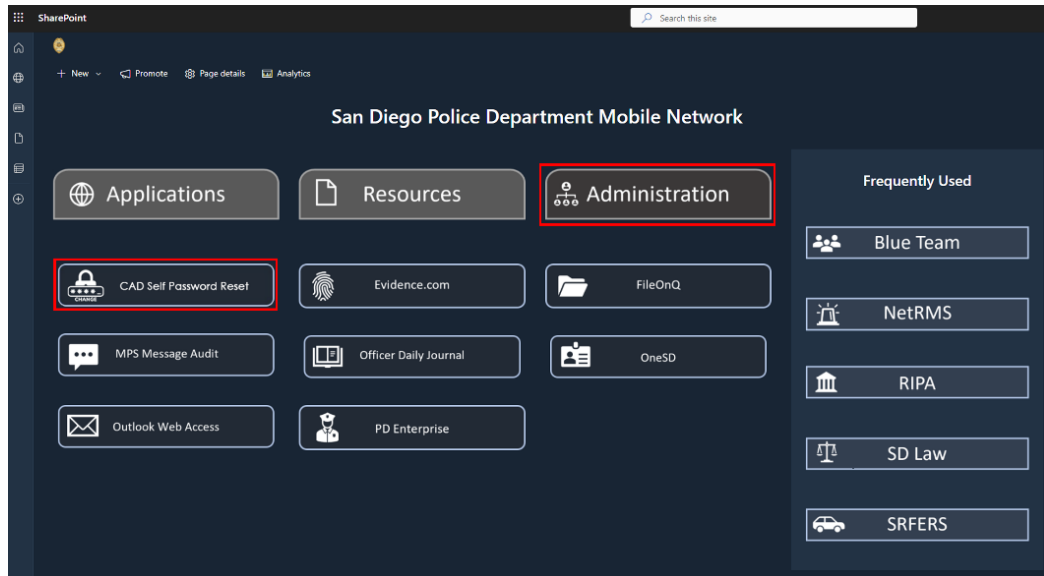 SharePoint
Search this site
New
Promote
Page details
Analytics
San Diego Police Department Mobile Network
Applications
Resources
Administration
Frequently Used
CAD Self Password Reset
CHANGE
Evidence.com
FileOnQ
MPS Message Audit
Officer Daily Journal
OneSD
Outlook Web Access
PD Enterprise
Blue Team
NetRMS
RIPA
SD Law
SRFERS